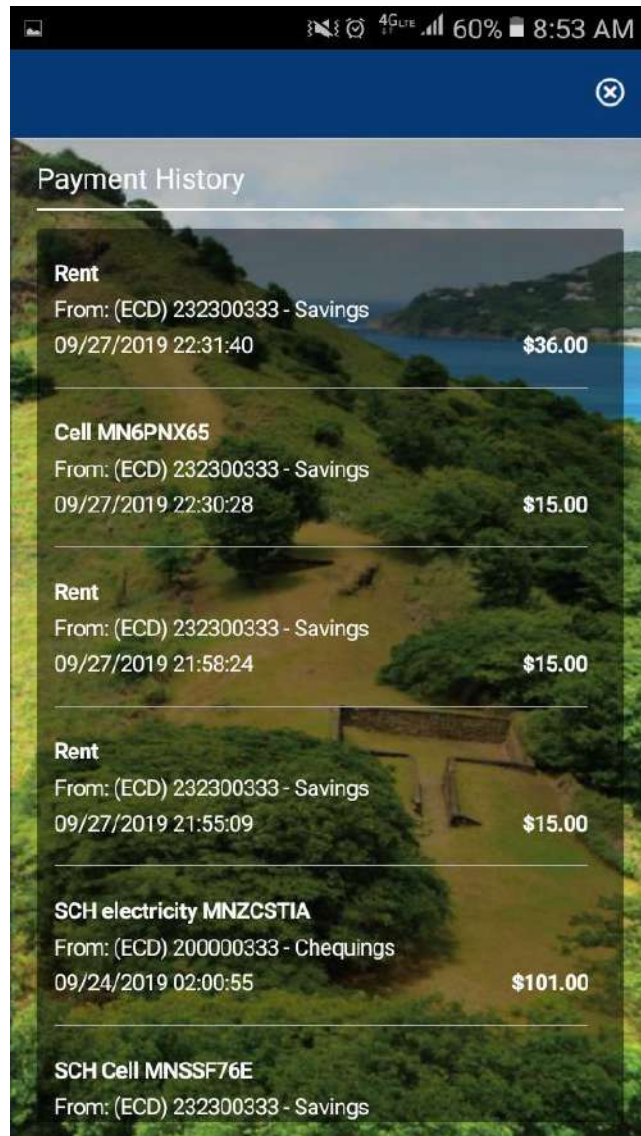 4G LTE 60% 8:53 AM
Payment History
Rent
From: (ECD) 232300333 - Savings
09/27/2019 22:31:40 $36.00
Cell MN6PNX65
From: (ECD) 232300333 - Savings
09/27/2019 22:30:28 $15.00
Rent
From: (ECD) 232300333 - Savings
09/27/2019 21:58:24 $15.00
Rent
From: (ECD) 232300333 - Savings
09/27/2019 21:55:09 $15.00
SCH electricity MNZCSTIA
From: (ECD) 200000333 - Chequings
09/24/2019 02:00:55 $101.00
SCH Cell MNSSF76E
From: (ECD) 232300333 - Savings